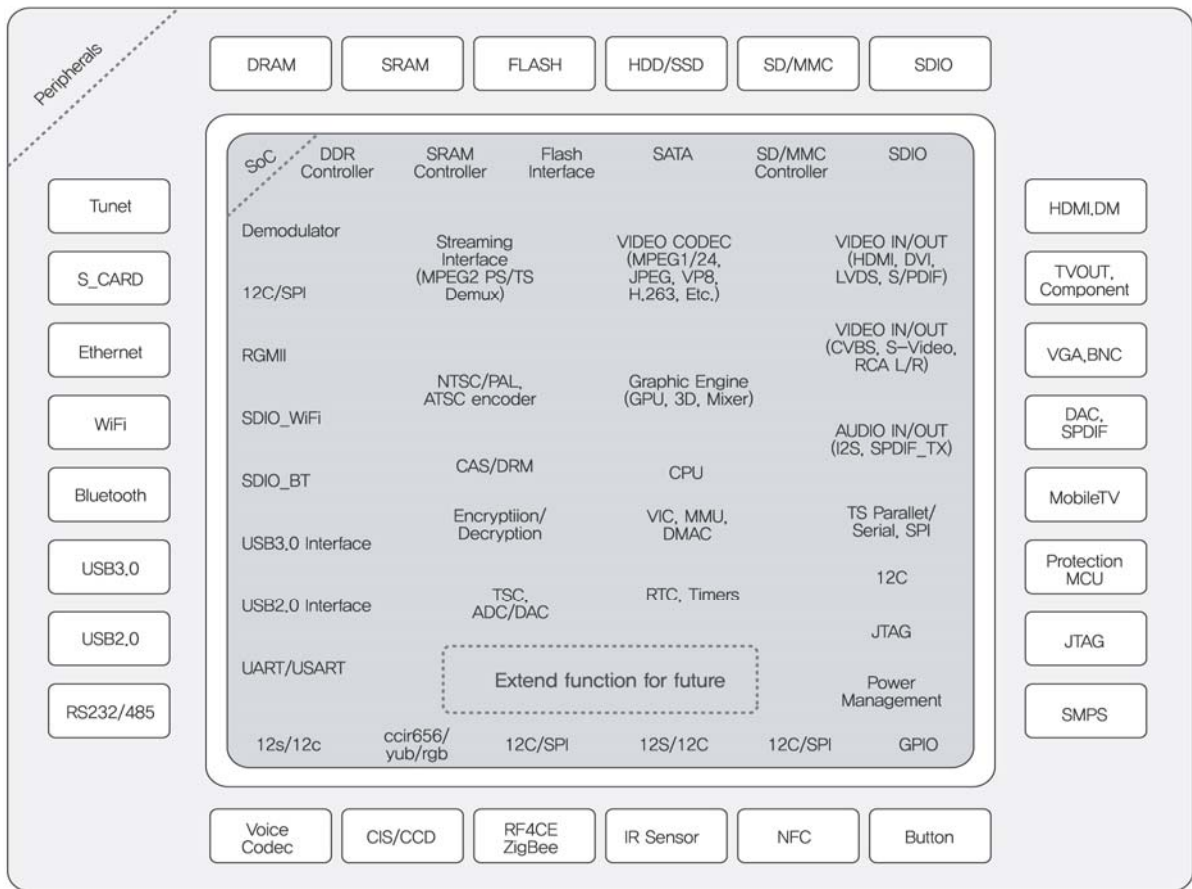 Peripherals
DRAM
SRAM
FLASH
HDD/SSD
SD/MMC
SDIO
Tunet
S_CARD
Ethernet
WiFi
Bluetooth
USB3.0
USB2.0
RS232/485
SoC
DDR
Controller
SRAM
Controller
Flash
Interface
SATA
SD/MMC
Controller
SDIO
Demodulator
12C/SPI
RGMII
SDIO_WiFi
SDIO_BT
USB3.0 Interface
USB2.0 Interface
UART/USART
Streaming
Interface
(MPEG2 PS/TS
Demux)
NTSC/PAL,
ATSC encoder
CAS/DRM
Encryptiion/
Decryption
TSC,
ADC/DAC
VIDEO CODEC
(MPEG1/24,
JPEG, VP8,
H.263, Etc.)
Graphic Engine
(GPU, 3D, Mixer)
CPU
VIC, MMU,
DMAC
RTC, Timers
VIDEO IN/OUT
(HDMI, DVI,
LVDS, S/PDIF)
VIDEO IN/OUT
(CVBS, S-Video,
RCA L/R)
AUDIO IN/OUT
(I2S, SPDIF_TX)
TS Parallet/
Serial, SPI
12C
JTAG
Power
Management
Extend function for future
12s/12c
ccir656/
yub/rgb
12C/SPI
12S/12C
12C/SPI
GPIO
HDMI.DM
TVOUT,
Component
VGA,BNC
DAC,
SPDIF
MobileTV
Protection
MCU
JTAG
SMPS
Voice
Codec
CIS/CCD
RF4CE
ZigBee
IR Sensor
NFC
Button